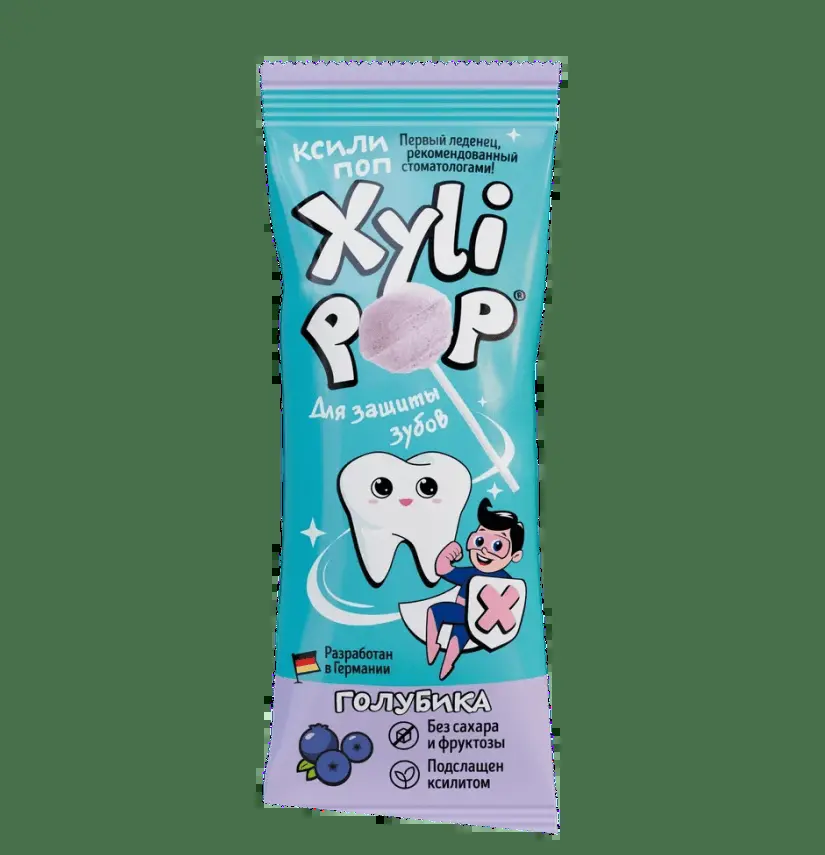 ксили
поп
Первый леденец,
рекомендованный
стоматологами!
Xyli
POP®
Для защиты
зубов
X
Разработан
в Германии
ГОЛУБИКА
Без сахара
и фруктозы
Подслащен
ксилитом